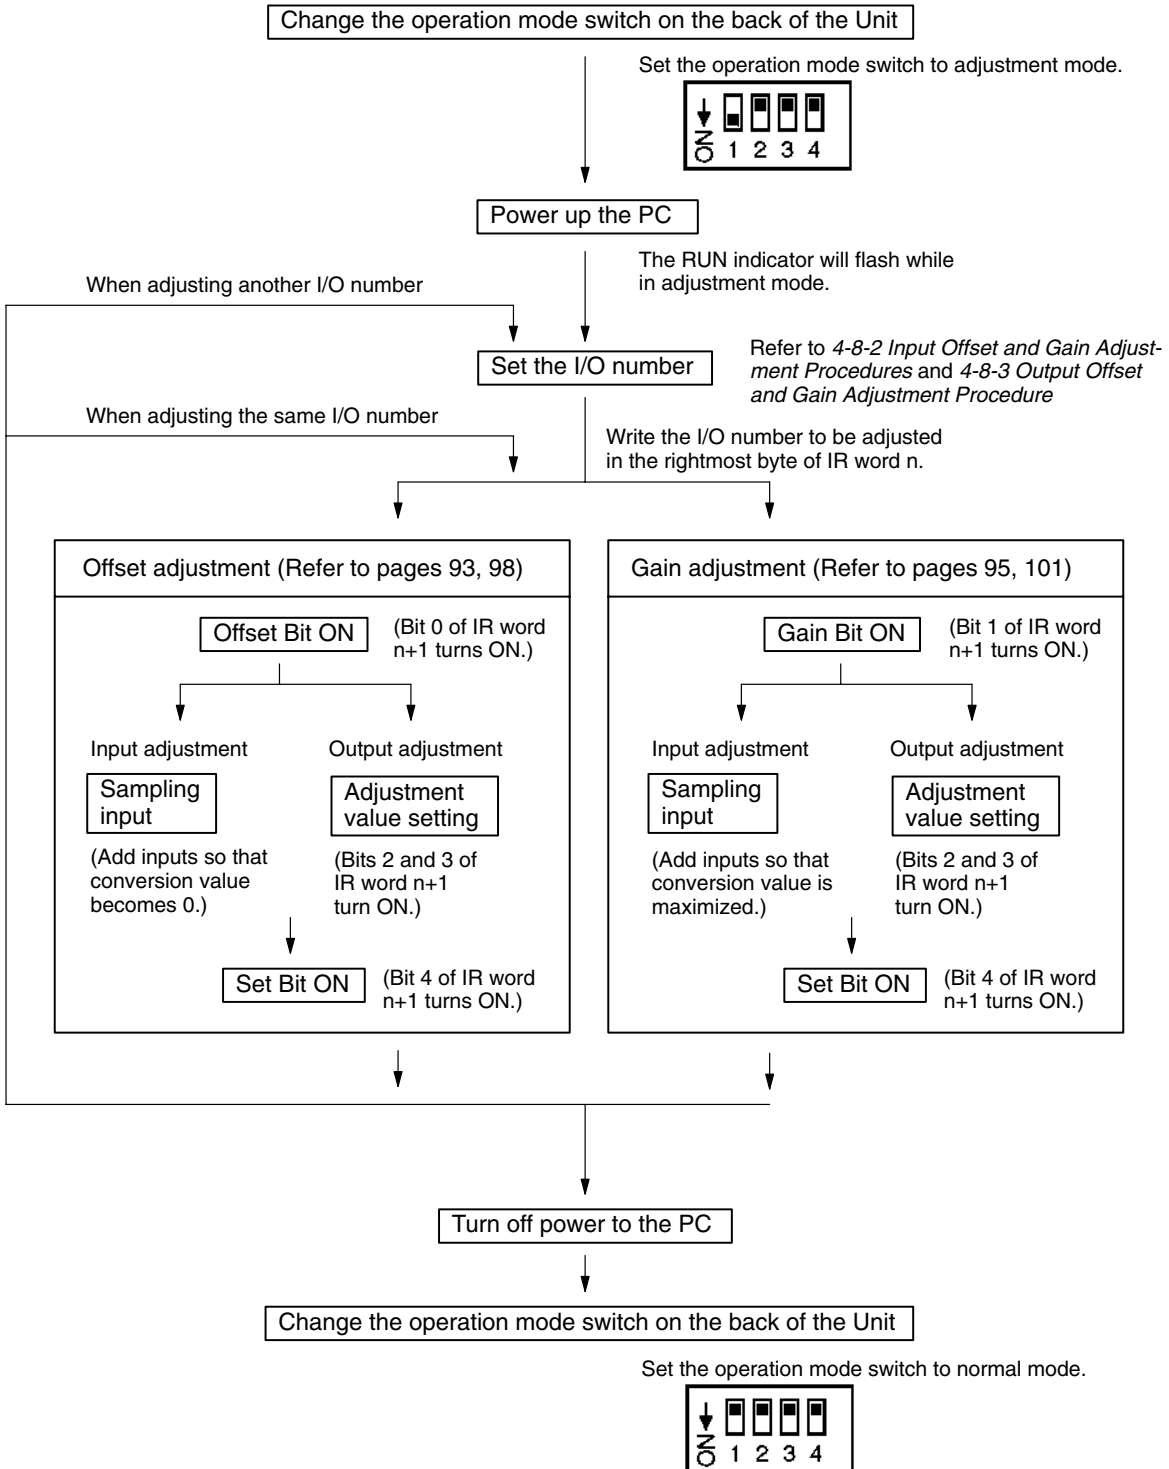 Change the operation mode switch on the back of the Unit
Set the operation mode switch to adjustment mode.
NO
1 2 3 4
Power up the PC
The RUN indicator will flash while
in adjustment mode.
When adjusting another I/O number
Set the I/O number
Refer to 4-8-2 Input Offset and Gain Adjust-
ment Procedures and 4-8-3 Output Offset
and Gain Adjustment Procedure
When adjusting the same I/O number
Write the I/O number to be adjusted
in the rightmost byte of IR word n.
Offset adjustment (Refer to pages 93, 98)
Offset Bit ON
(Bit 0 of IR word
n+1 turns ON.)
Input adjustment
Sampling
input
(Add inputs so that
conversion value
becomes 0.)
Output adjustment
Adjustment
value setting
(Bits 2 and 3 of
IR word n+1
turn ON.)
Set Bit ON
(Bit 4 of IR word
n+1 turns ON.)
Gain adjustment (Refer to pages 95, 101)
Gain Bit ON
(Bit 1 of IR word
n+1 turns ON.)
Input adjustment
Sampling
input
(Add inputs so that
conversion value is
maximized.)
Output adjustment
Adjustment
value setting
(Bits 2 and 3 of
IR word n+1
turn ON.)
Set Bit ON
(Bit 4 of IR word
n+1 turns ON.)
Turn off power to the PC
Change the operation mode switch on the back of the Unit
Set the operation mode switch to normal mode.
NO
1 2 3 4